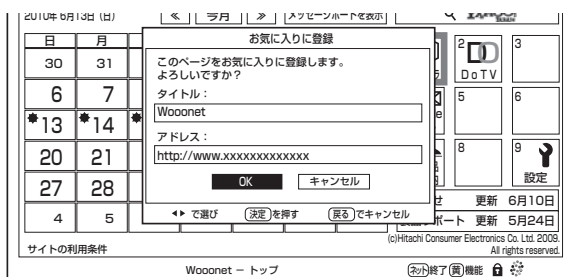 2010年 6月13日 (日) ≪ 今月 ≫ メッセージボードを表示
日 月
30 31
6 7
13 14
20 21
27 28
4 5
お気に入りに登録
このページをお気に入りに登録します。
よろしいですか？
タイトル：
Wooonet
アドレス：
http://www.xxxxxxxxxxxxx
OK キャンセル
で選び 決定を押す 戻るでキャンセル
2 DO 3
DoTV
5 6
8 9
設定
更新 6月10日
ポート 更新 5月24日
(c)Hitachi Consumer Electronics Co. Ltd. 2009.
All rights reserved.
サイトの利用条件
Wooonet － トップ ネット終了 黄機能